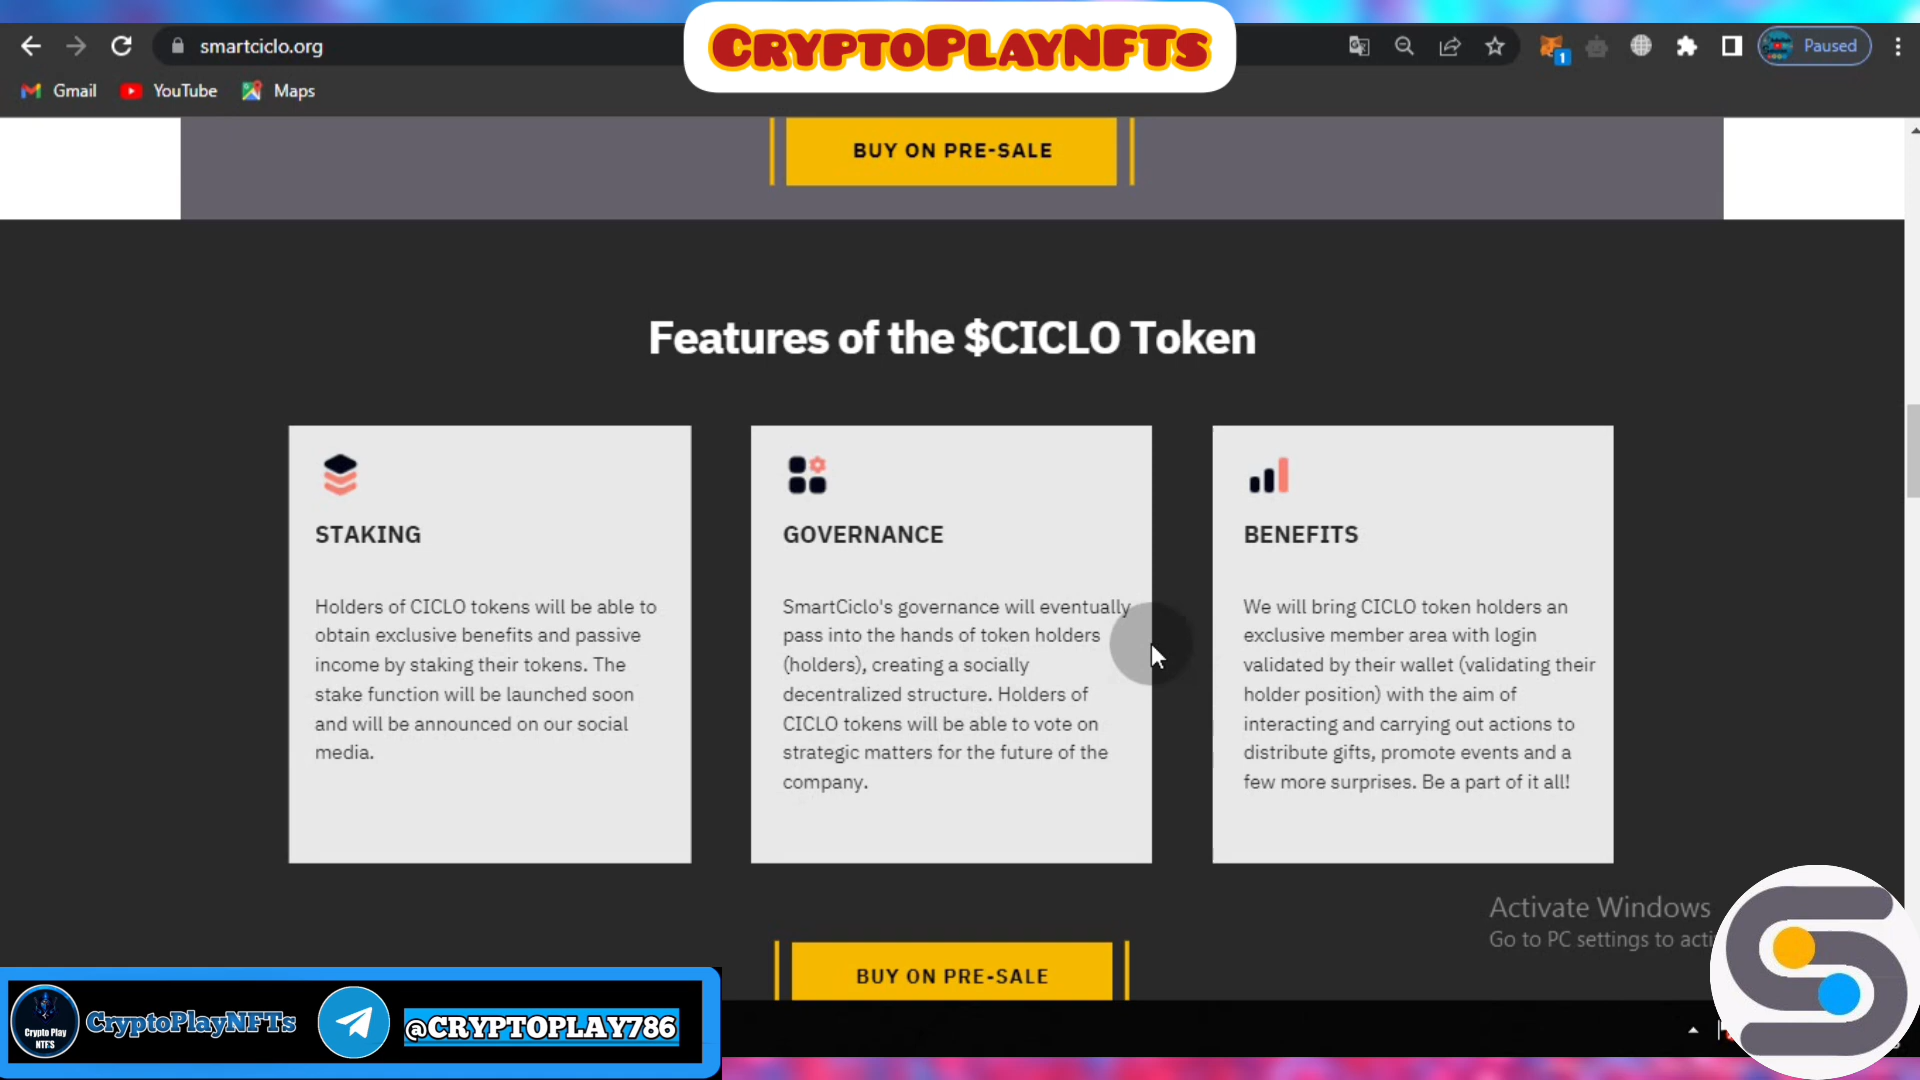 CryptoPlayNFTs
smartciclo.org
1
Paused
Gmail
YouTube
Maps
BUY ON PRE-SALE
Features of the $CICLO Token
STAKING
Holders of CICLO tokens will be able to
obtain exclusive benefits and passive
income by staking their tokens. The
stake function will be launched soon
and will be announced on our social
media.
GOVERNANCE
SmartCiclo's governance will eventually
pass into the hands of token holders
(holders), creating a socially
decentralized structure. Holders of
CICLO tokens will be able to vote on
strategic matters for the future of the
company.
BENEFITS
We will bring CICLO token holders an
exclusive member area with login
validated by their wallet (validating their
holder position) with the aim of
interacting and carrying out actions to
distribute gifts, promote events and a
few more surprises. Be a part of it all!
BUY ON PRE-SALE
Activate Windows
Go to PC settings to acti
Crypto Play
NTFS
CryptoPlayNFTs
@CRYPTOPLAY786